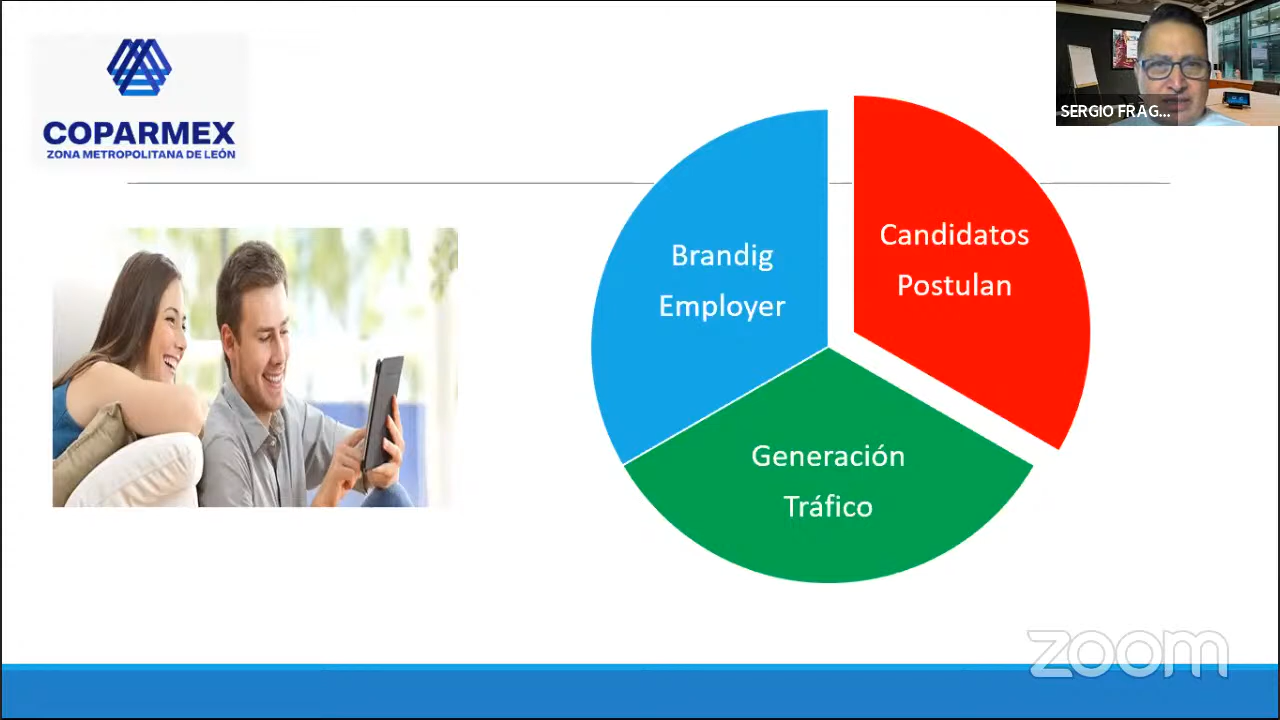 COPARMEX
ZONA METROPOLITANA DE LEÓN
SERGIO FRAG...
Brandig
Employer
Candidatos
Postulan
Generación
Tráfico
zoom